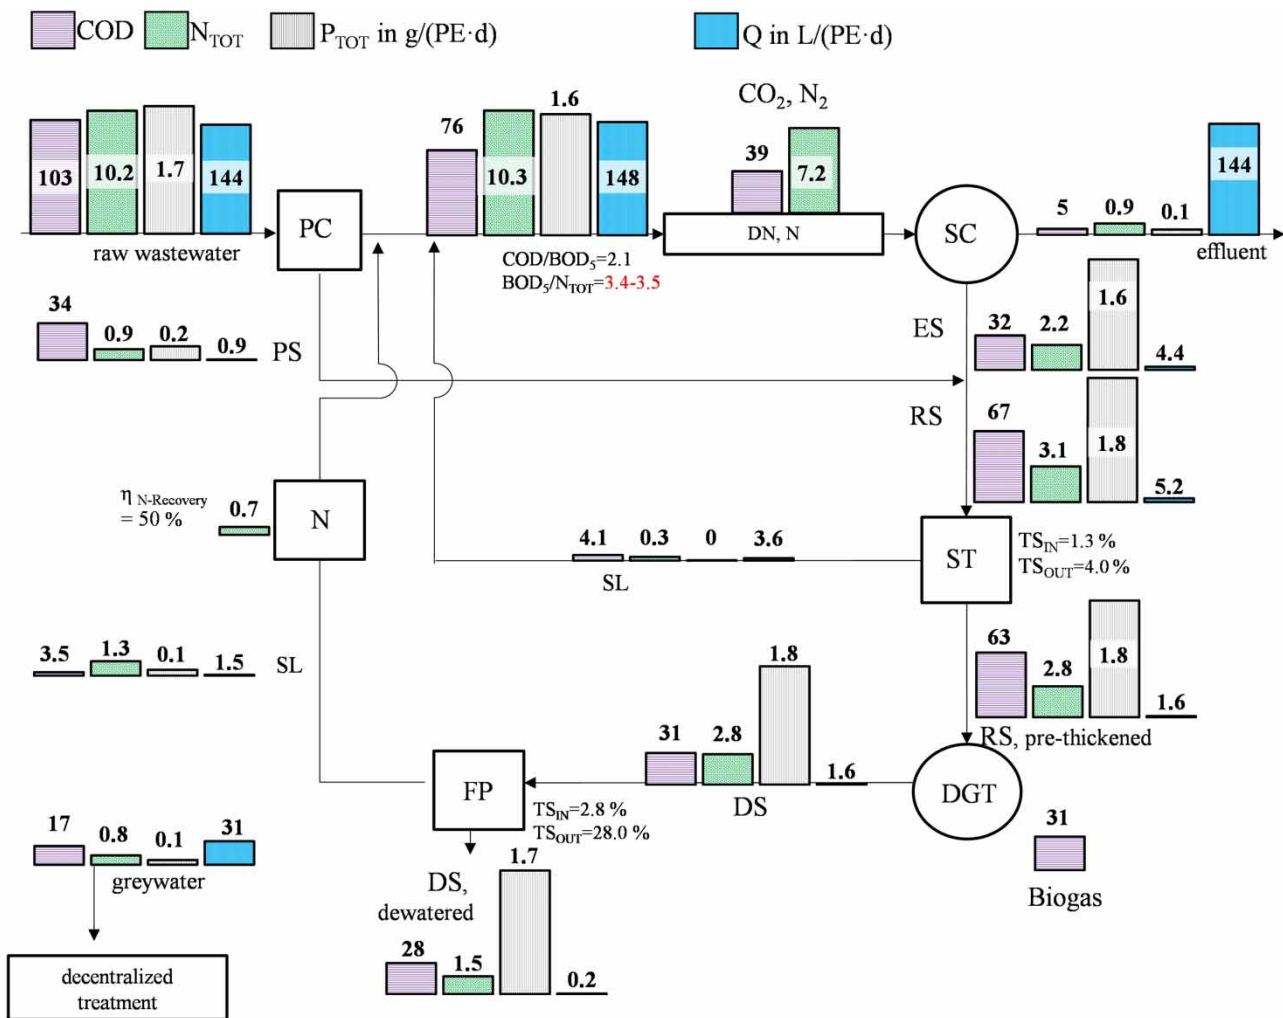 COD N_TOT P_TOT in g/(PE·d) Q in L/(PE·d)
CO₂, N₂
103 10.2 1.7 144
raw wastewater
PC
76 10.3 1.6 148
COD/BOD₅=2.1
BOD₅/N_TOT=3.4-3.5
39 7.2
DN, N
SC
5 0.9 0.1 144
effluent
34 0.9 0.2 0.9
PS
ES
32 2.2 1.6 4.4
RS
67 3.1 1.8 5.2
η N-Recovery
= 50 %
0.7
N
4.1 0.3 0 3.6
SL
ST
TS_IN=1.3 %
TS_OUT=4.0 %
3.5 1.3 0.1 1.5
SL
63 2.8 1.8 1.6
RS, pre-thickened
31 2.8 1.8 1.6
DS
DGT
FP
TS_IN=2.8 %
TS_OUT=28.0 %
31
Biogas
17 0.8 0.1 31
greywater
decentralized
treatment
DS,
dewatered
28 1.5 1.7 0.2